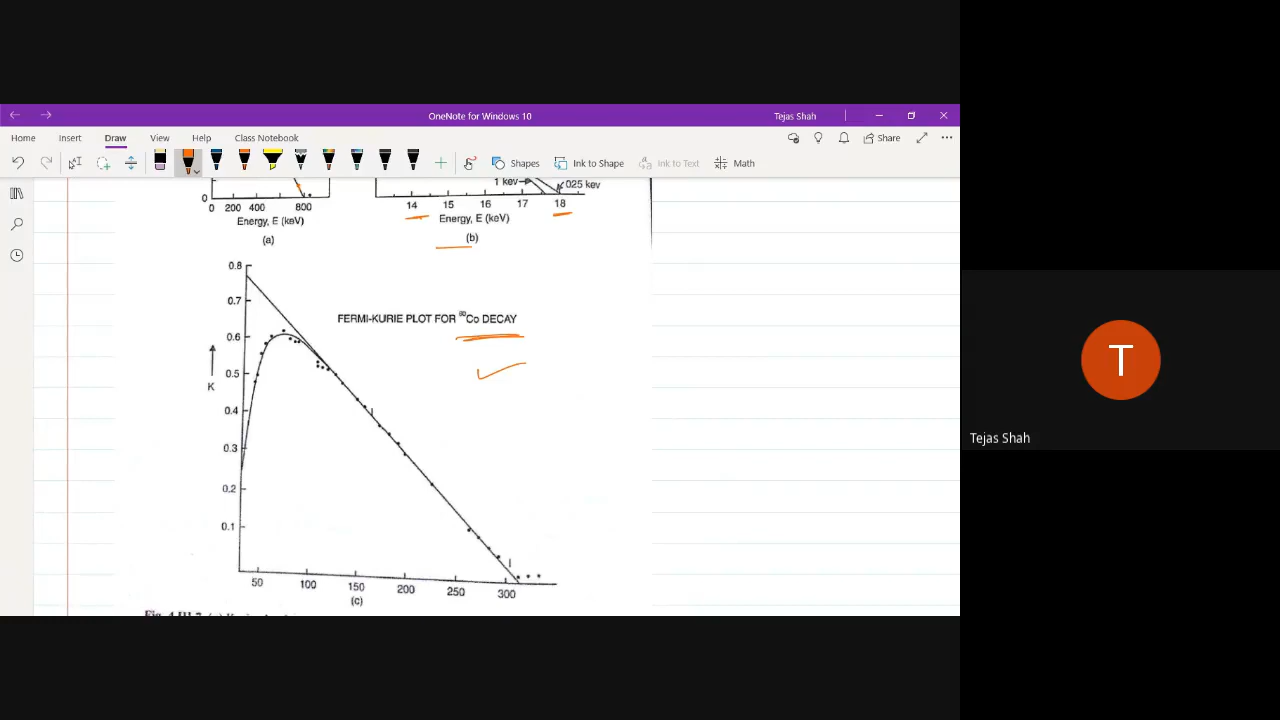 OneNote for Windows 10
Tejas Shah
Home Insert Draw View Help Class Notebook
Share
Shapes Ink to Shape Ink to Text Math
0
0 200 400 800
Energy, E (keV)
(a)
1 kev 025 kev
14 15 16 17 18
Energy, E (keV)
(b)
0.8
0.7
FERMI-KURIE PLOT FOR Co DECAY
0.6
0.5
K
0.4
0.3
0.2
0.1
50 100 150 200 250 300
(c)
T
Tejas Shah